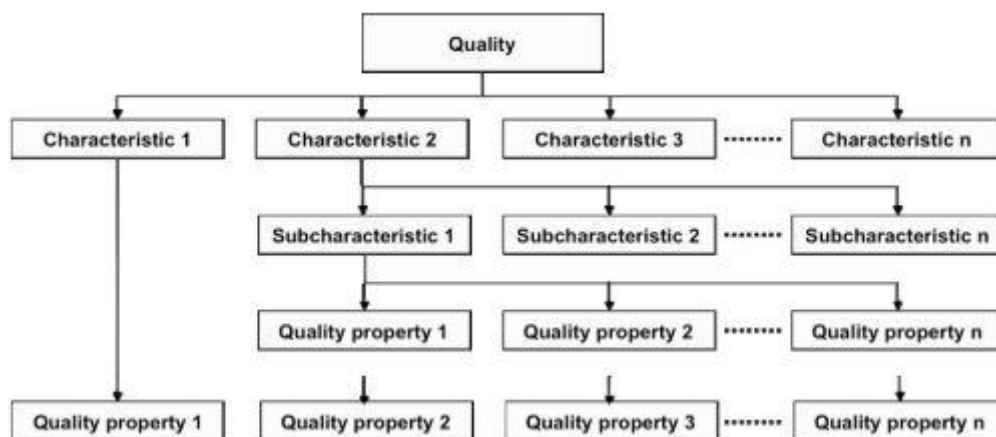 Quality
Characteristic 1 Characteristic 2 Characteristic 3 Characteristic n
Subcharacteristic 1 Subcharacteristic 2 Subcharacteristic n
Quality property 1 Quality property 2 Quality property n
Quality property 1 Quality property 2 Quality property 3 Quality property n